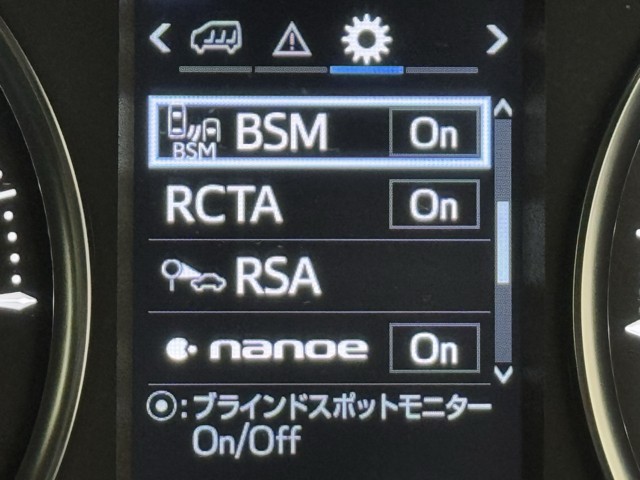 BSM BSM On
RCTA On
RSA
nanoe On
:ブラインドスポットモニター
On/Off